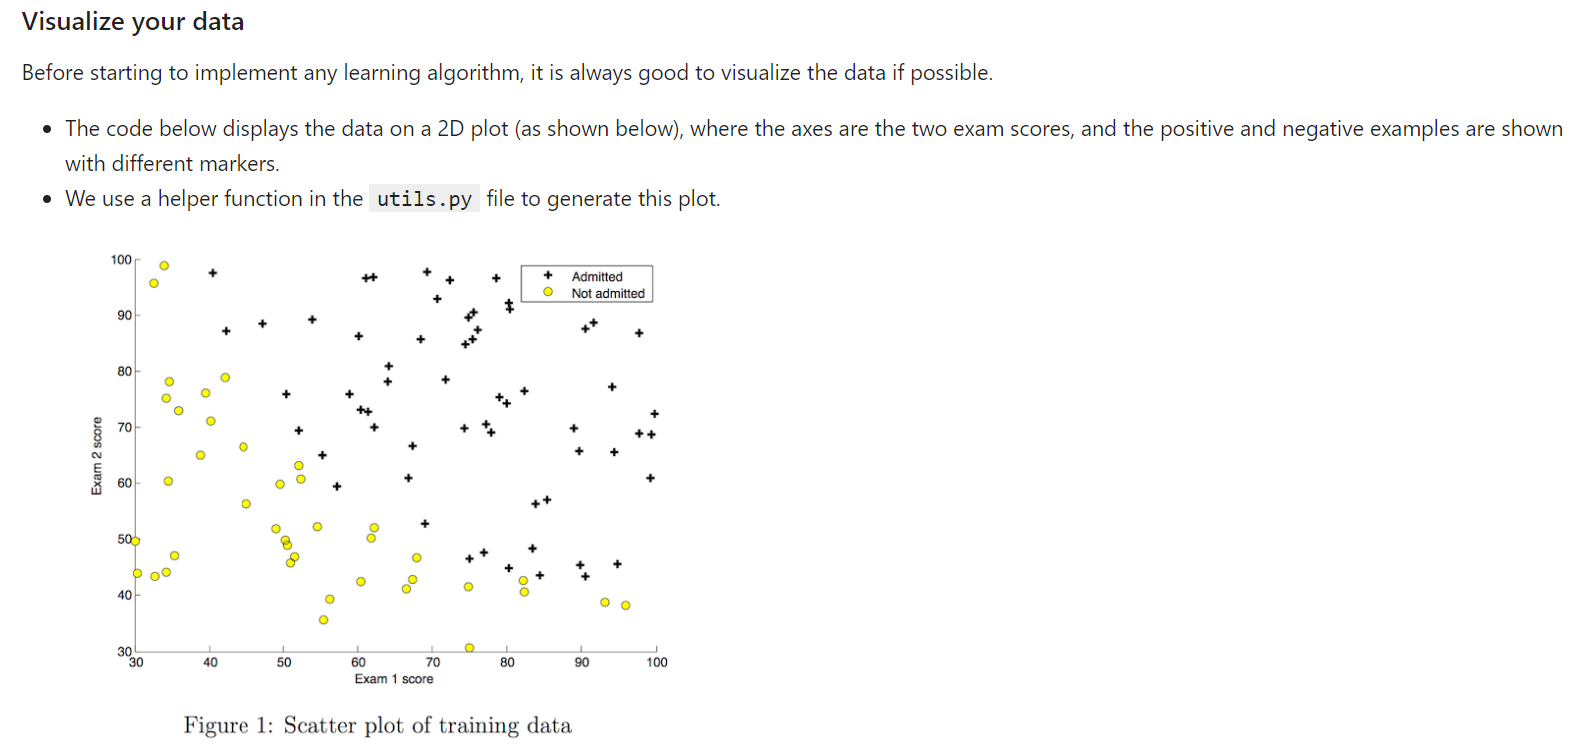 Visualize your data
Before starting to implement any learning algorithm, it is always good to visualize the data if possible.
• The code below displays the data on a 2D plot (as shown below), where the axes are the two exam scores, and the positive and negative examples are shown
with different markers.
• We use a helper function in the utils.py file to generate this plot.
100
90
80
70
60
50
40
30
Exam 2 score
Admitted
Not admitted
30 40 50 60 70 80 90 100
Exam 1 score
Figure 1: Scatter plot of training data